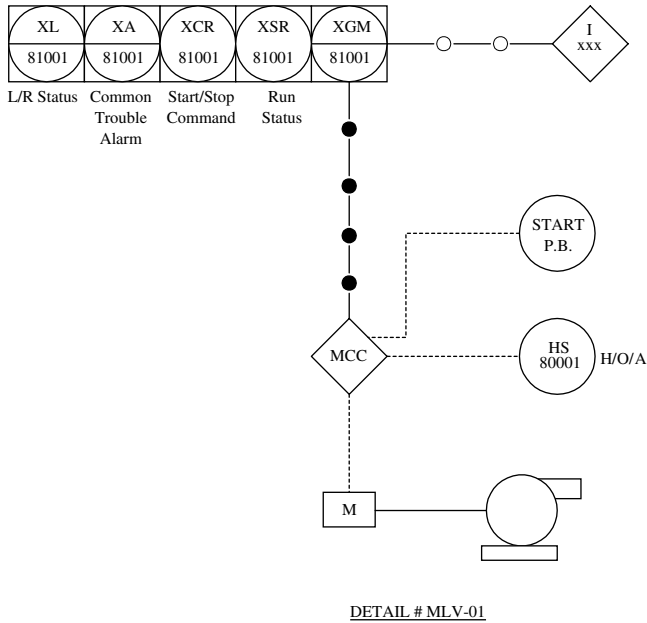 XL XA XCR XSR XGM
81001 81001 81001 81001 81001
I
xxx
L/R Status
Common
Trouble
Alarm
Start/Stop
Command
Run
Status
START
P.B.
MCC
HS
80001
H/O/A
M
DETAIL # MLV-01